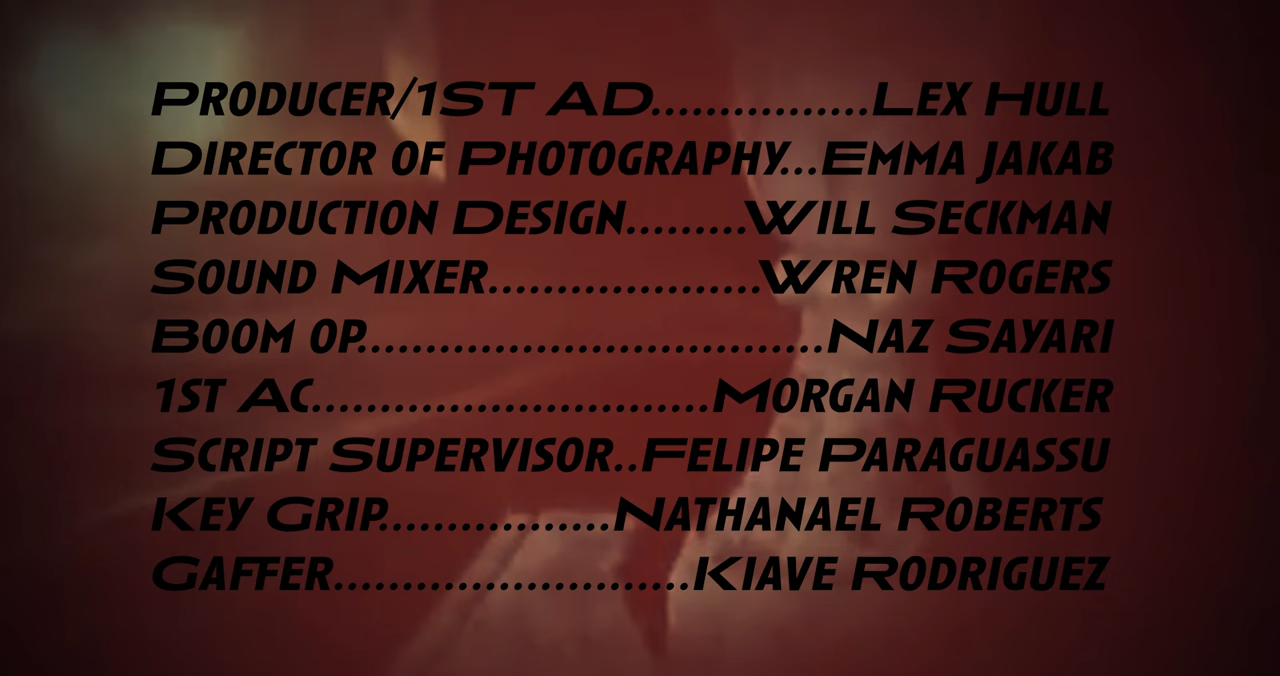 Producer/1ST AD................Lex Hull
Director of Photography...Emma Jakab
Production Design.........Will Seckman
Sound Mixer....................Wren Rogers
Boom op..................................Naz Sayari
1st Ac.............................Morgan Rucker
Script Supervisor..Felipe Paraguassu
Key Grip.................Nathanael Roberts
Gaffer..........................Kiave Rodriguez